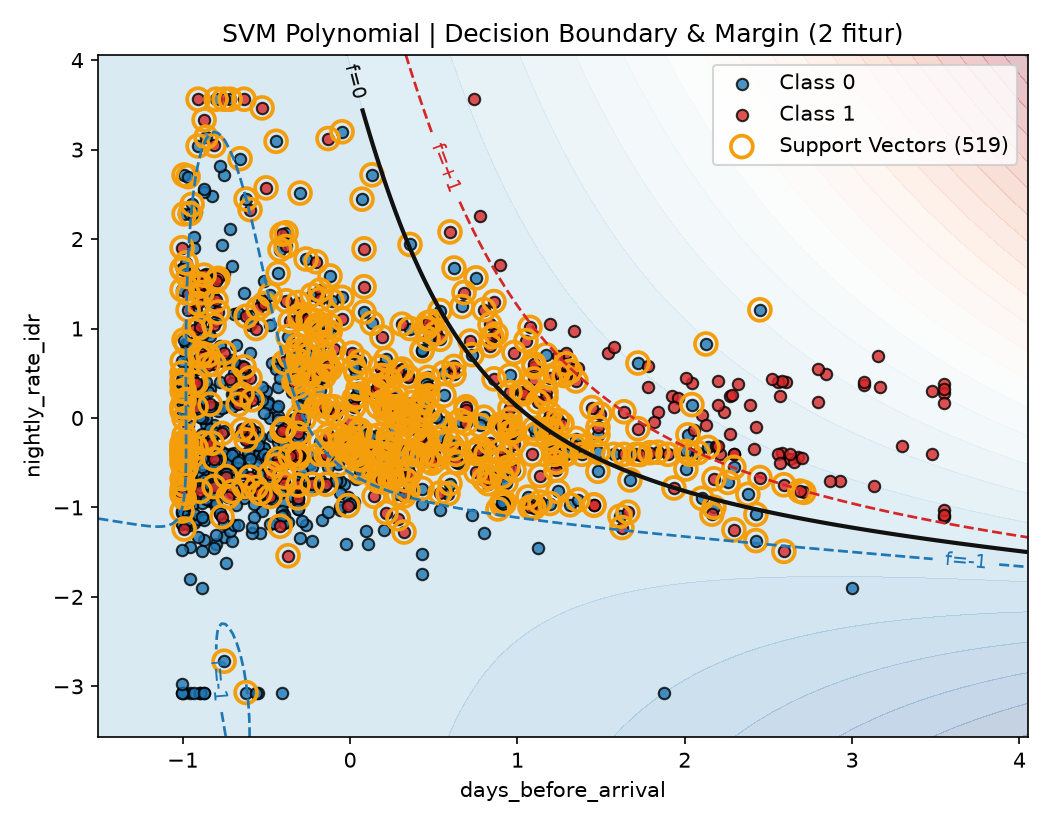 SVM Polynomial | Decision Boundary & Margin (2 fitur)
Class 0
Class 1
Support Vectors (519)
f=0
f=+1
f=-1
nightly_rate_idr
4
3
2
1
0
−1
−2
−3
−1
0
1
2
3
4
days_before_arrival